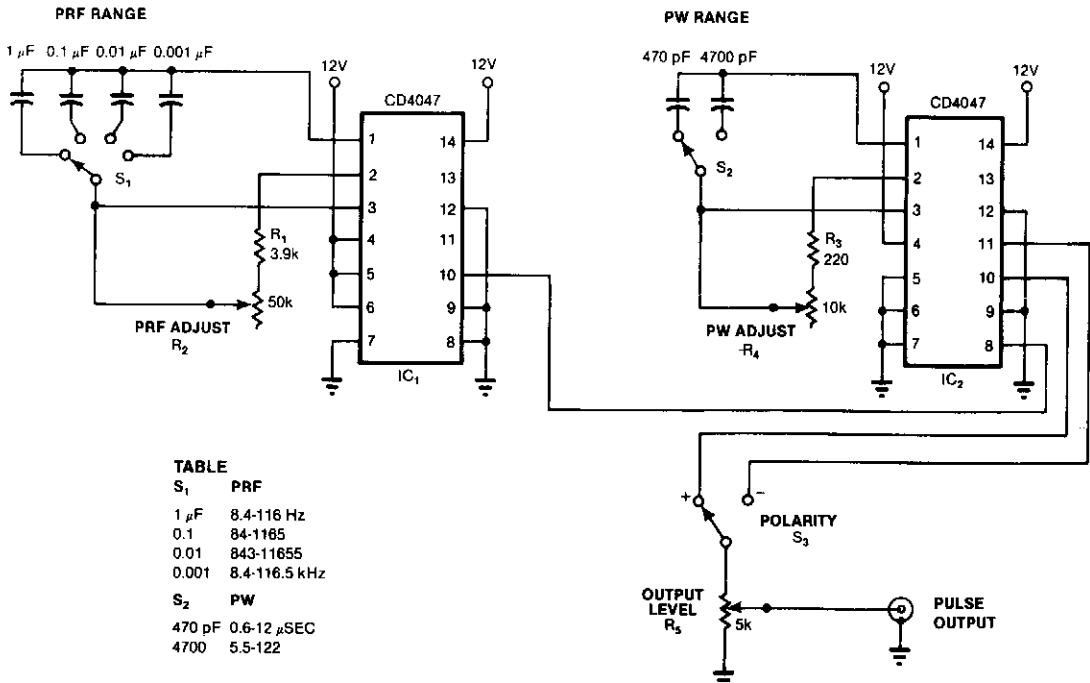 PRF RANGE
1 µF 0.1 µF 0.01 µF 0.001 µF
12V
12V
CD4047
1
2
3
4
5
6
7
14
13
12
11
10
9
8
IC₁
S₁
R₁
3.9k
50k
PRF ADJUST
R₂
PW RANGE
470 pF 4700 pF
12V
12V
CD4047
1
2
3
4
5
6
7
14
13
12
11
10
9
8
IC₂
S₂
R₃
220
10k
PW ADJUST
-R₄
+
–
POLARITY
S₃
OUTPUT
LEVEL
R₅
5k
PULSE
OUTPUT
TABLE
S₁ PRF
1 µF 8.4-116 Hz
0.1 84-1165
0.01 843-11655
0.001 8.4-116.5 kHz
S₂ PW
470 pF 0.6-12 µSEC
4700 5.5-122